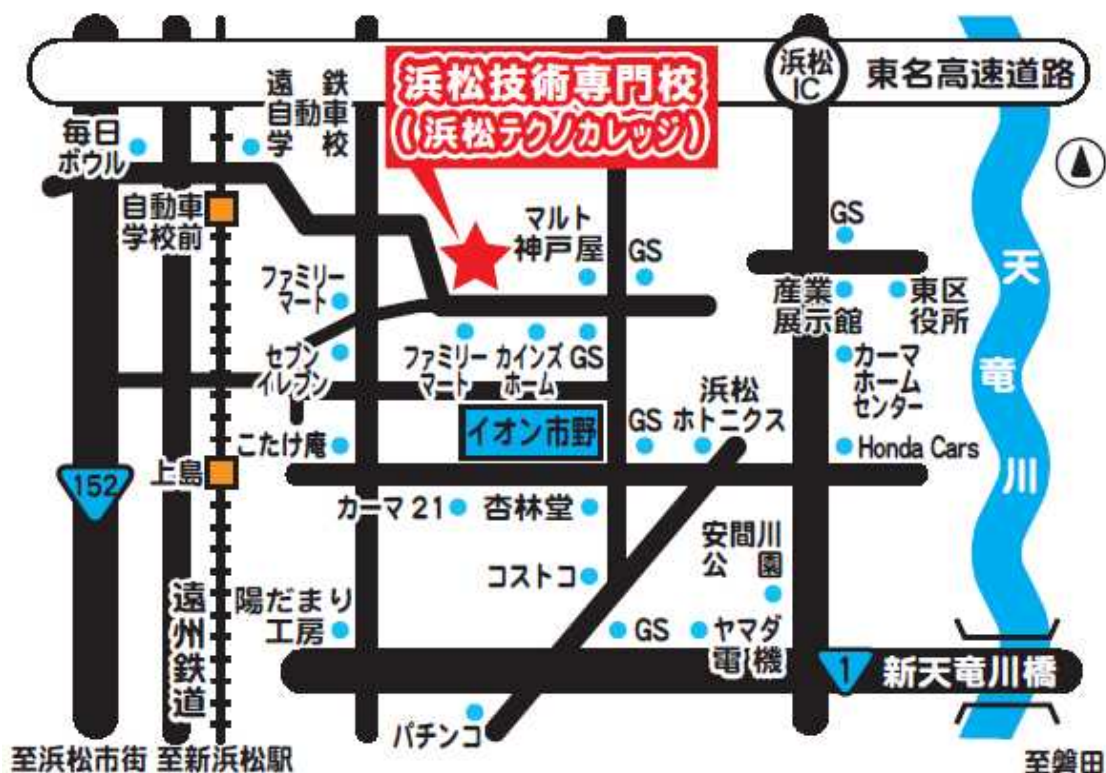 浜松技術専門校
(浜松テクノカレッジ)
浜松
IC
東名高速道路
遠鉄
自動車
学校
毎日
ボウル
自動車
学校前
マルト
神戸屋
GS
GS
ファミリー
マート
産業
展示館
東区
役所
天竜川
セブン
イレブン
ファミリー
マート
カインズ
ホーム
GS
カーマ
ホーム
センター
浜松
ホトニクス
イオン市野
GS
こたけ庵
Honda Cars
152
上島
カーマ 21
杏林堂
安間川
公園
コストコ
遠州鉄道
陽だまり
工房
GS
ヤマダ
電機
1
新天竜川橋
パチンコ
至浜松市街
至新浜松駅
至磐田